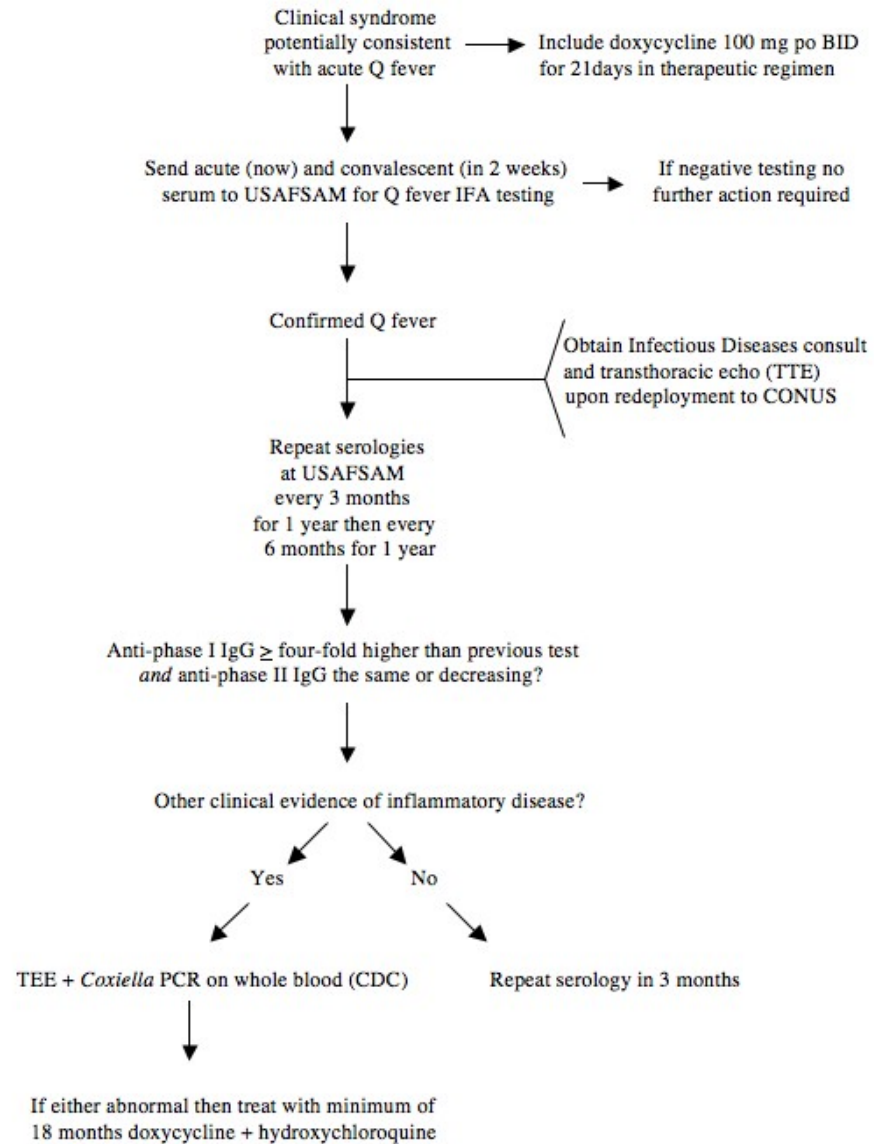 Clinical syndrome
potentially consistent
with acute Q fever
Include doxycycline 100 mg po BID
for 21days in therapeutic regimen
Send acute (now) and convalescent (in 2 weeks)
serum to USAFSAM for Q fever IFA testing
If negative testing no
further action required
Confirmed Q fever
Obtain Infectious Diseases consult
and transthoracic echo (TTE)
upon redeployment to CONUS
Repeat serologies
at USAFSAM
every 3 months
for 1 year then every
6 months for 1 year
Anti-phase I IgG ≥ four-fold higher than previous test
and anti-phase II IgG the same or decreasing?
Other clinical evidence of inflammatory disease?
Yes
No
TEE + Coxiella PCR on whole blood (CDC)
Repeat serology in 3 months
If either abnormal then treat with minimum of
18 months doxycycline + hydroxychloroquine